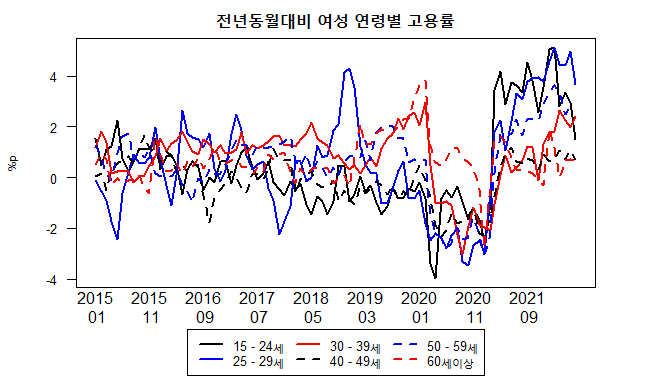 전년동월대비 여성 연령별 고용률
%p
4
2
0
-2
-4
2015 2015 2016 2017 2018 2019 2020 2020 2021
01 11 09 07 05 03 01 11 09
15 - 24세 30 - 39세 50 - 59세
25 - 29세 40 - 49세 60세이상